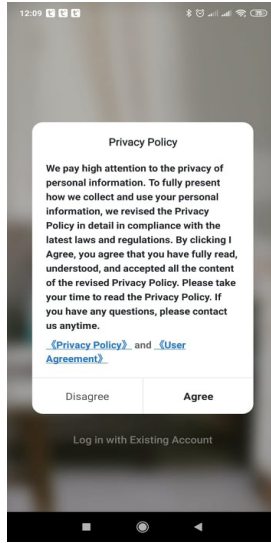 12:09
Privacy Policy
We pay high attention to the privacy of
personal information. To fully present
how we collect and use your personal
information, we revised the Privacy
Policy in detail in compliance with the
latest laws and regulations. By clicking I
Agree, you agree that you have fully read,
understood, and accepted all the content
of the revised Privacy Policy. Please take
your time to read the Privacy Policy. If
you have any questions, please contact
us anytime.
《Privacy Policy》 and 《User
Agreement》
Disagree Agree
Log in with Existing Account